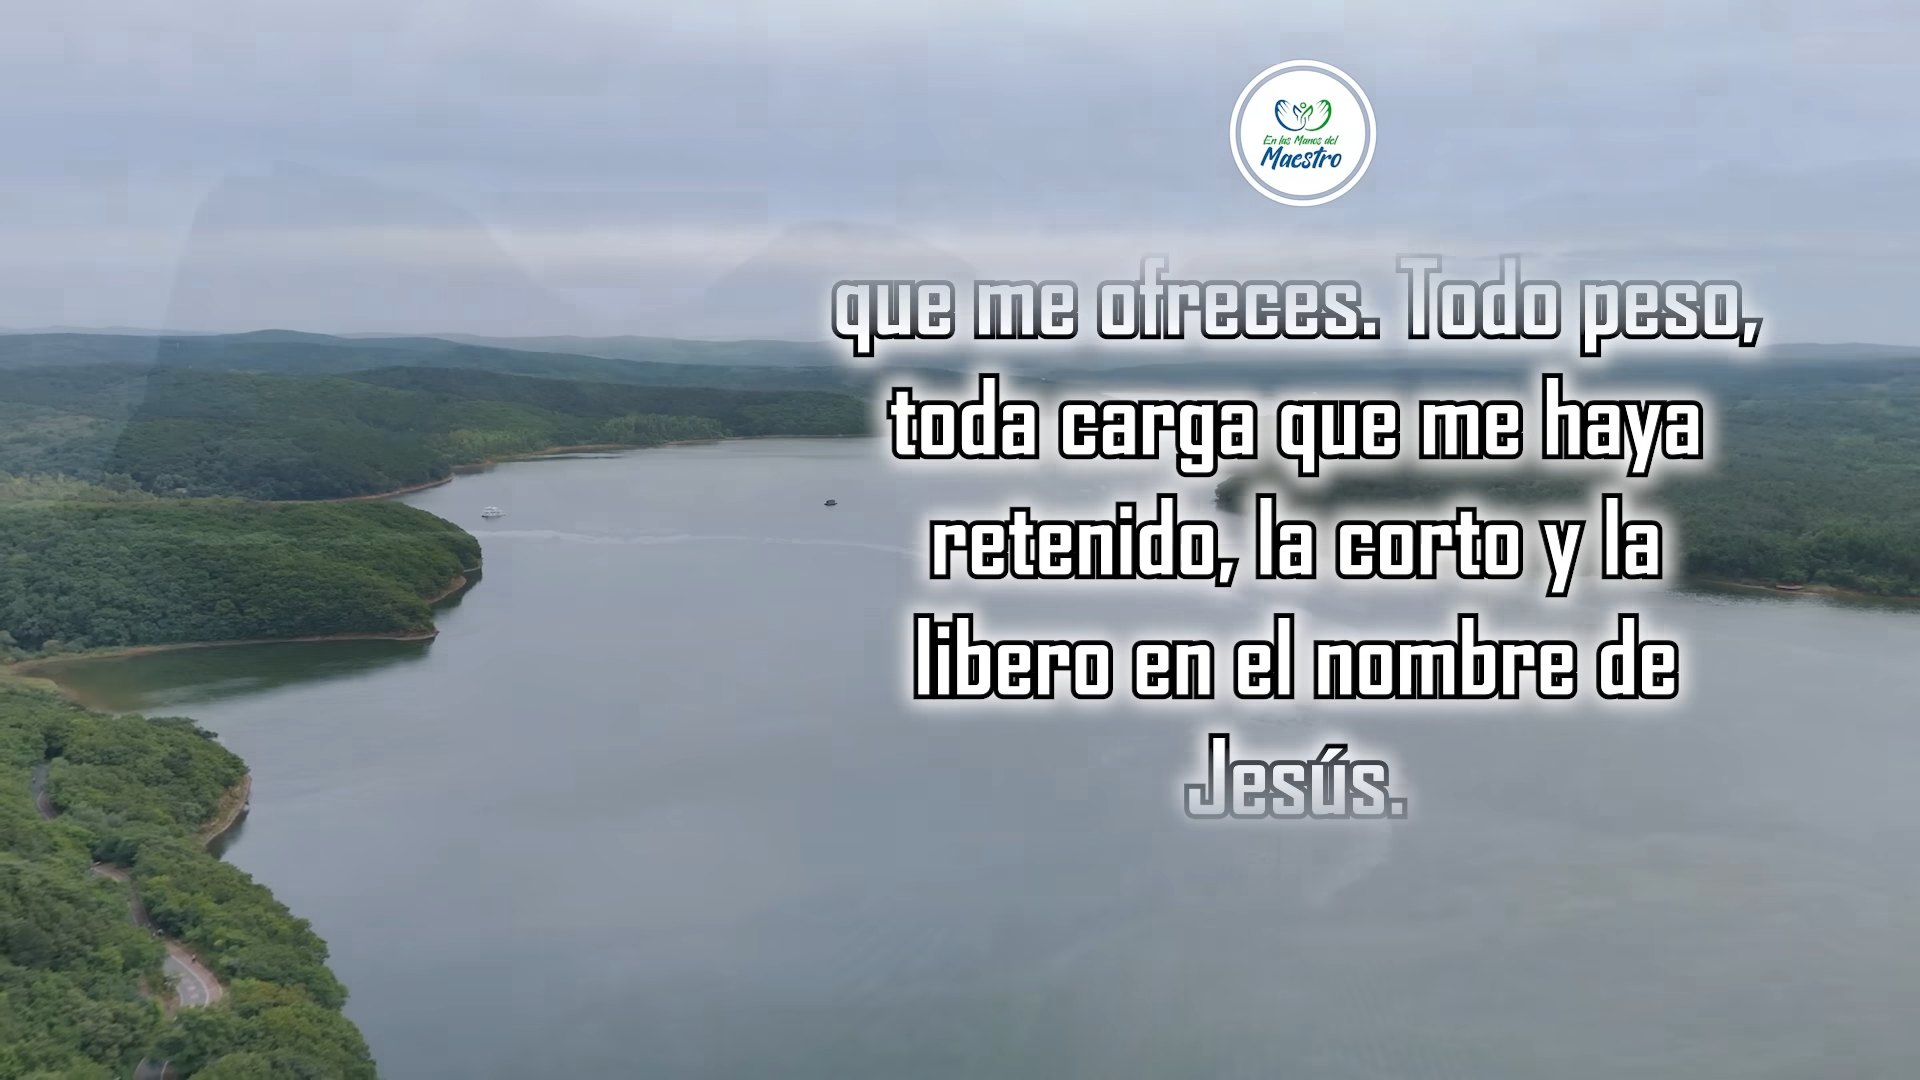 En las Manos del
Maestro
que me ofreces. Todo peso,
toda carga que me haya
retenido, la corto y la
libero en el nombre de
Jesús.